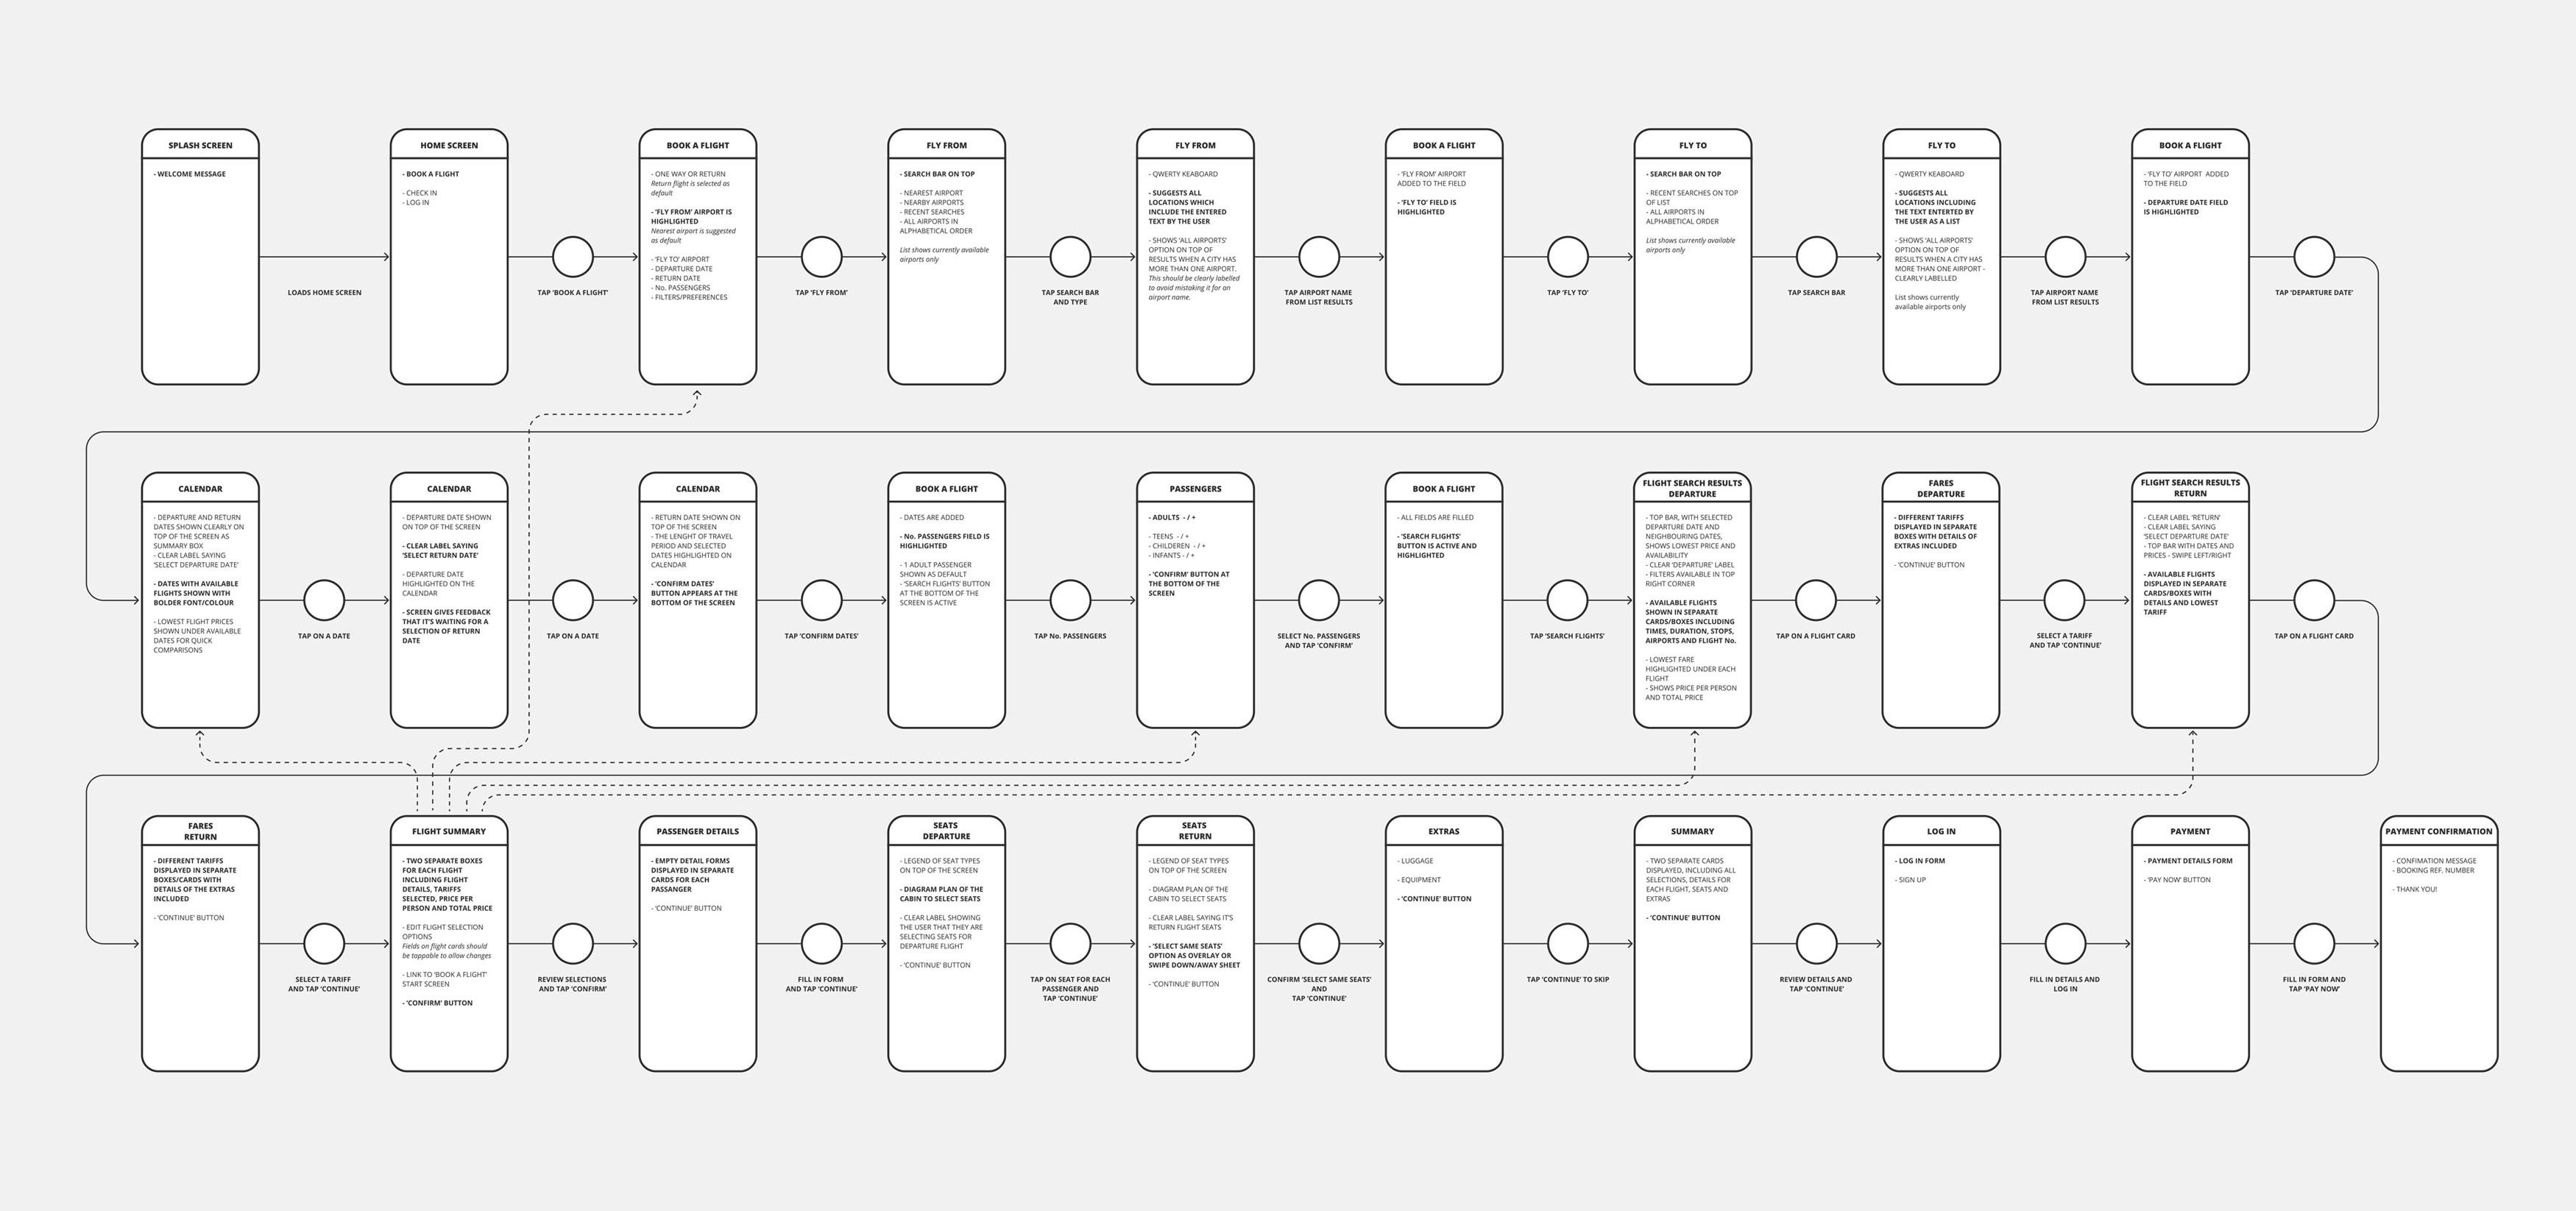 SPLASH SCREEN
- WELCOME MESSAGE
LOADS HOME SCREEN
HOME SCREEN
- BOOK A FLIGHT
- CHECK IN
- LOG IN
TAP ‘BOOK A FLIGHT’
BOOK A FLIGHT
- ONE WAY OR RETURN
Return flight is selected as
default
- ‘FLY FROM’ AIRPORT IS
HIGHLIGHTED
Nearest airport is suggested
as default
- ‘FLY TO’ AIRPORT
- DEPARTURE DATE
- RETURN DATE
- No. PASSENGERS
- FILTERS/PREFERENCES
TAP ‘FLY FROM’
FLY FROM
- SEARCH BAR ON TOP
- NEAREST AIRPORT
- NEARBY AIRPORTS
- RECENT SEARCHES
- ALL AIRPORTS IN
ALPHABETICAL ORDER
List shows currently available
airports only
TAP SEARCH BAR
AND TYPE
FLY FROM
- QWERTY KEABOARD
- SUGGESTS ALL
LOCATIONS WHICH
INCLUDE THE ENTERED
TEXT BY THE USER
- SHOWS ‘ALL AIRPORTS’
OPTION ON TOP OF
RESULTS WHEN A CITY HAS
MORE THAN ONE AIRPORT.
This should be clearly labelled
to avoid mistaking it for an
airport name.
TAP AIRPORT NAME
FROM LIST RESULTS
BOOK A FLIGHT
- ‘FLY FROM’ AIRPORT
ADDED TO THE FIELD
- ‘FLY TO’ FIELD IS
HIGHLIGHTED
TAP ‘FLY TO’
FLY TO
- SEARCH BAR ON TOP
- RECENT SEARCHES ON TOP
OF LIST
- ALL AIRPORTS IN
ALPHABETICAL ORDER
List shows currently available
airports only
TAP SEARCH BAR
FLY TO
- QWERTY KEABOARD
- SUGGESTS ALL
LOCATIONS INCLUDING
THE TEXT ENTERTED BY
THE USER AS A LIST
- SHOWS ‘ALL AIRPORTS’
OPTION ON TOP OF
RESULTS WHEN A CITY HAS
MORE THAN ONE AIRPORT -
CLEARLY LABELLED
List shows currently
available airports only
TAP AIRPORT NAME
FROM LIST RESULTS
BOOK A FLIGHT
- ‘FLY TO’ AIRPORT ADDED
TO THE FIELD
- DEPARTURE DATE FIELD
IS HIGHLIGHTED
TAP ‘DEPARTURE DATE’
CALENDAR
- DEPARTURE AND RETURN
DATES SHOWN CLEARLY ON
TOP OF THE SCREEN AS
SUMMARY BOX
- CLEAR LABEL SAYING
‘SELECT DEPARTURE DATE’
- DATES WITH AVAILABLE
FLIGHTS SHOWN WITH
BOLDER FONT/COLOUR
- LOWEST FLIGHT PRICES
SHOWN UNDER AVAILABLE
DATES FOR QUICK
COMPARISONS
TAP ON A DATE
CALENDAR
- DEPARTURE DATE SHOWN
ON TOP OF THE SCREEN
- CLEAR LABEL SAYING
‘SELECT RETURN DATE’
- DEPARTURE DATE
HIGHLIGHTED ON THE
CALENDAR
- SCREEN GIVES FEEDBACK
THAT IT’S WAITING FOR A
SELECTION OF RETURN
DATE
TAP ON A DATE
CALENDAR
- RETURN DATE SHOWN ON
TOP OF THE SCREEN
- THE LENGHT OF TRAVEL
PERIOD AND SELECTED
DATES HIGHLIGHTED ON
CALENDAR
- ‘CONFIRM DATES’
BUTTON APPEARS AT THE
BOTTOM OF THE SCREEN
TAP ‘CONFIRM DATES’
BOOK A FLIGHT
- DATES ARE ADDED
- No. PASSENGERS FIELD IS
HIGHLIGHTED
- 1 ADULT PASSENGER
SHOWN AS DEFAULT
- ‘SEARCH FLIGHTS’ BUTTON
AT THE BOTTOM OF THE
SCREEN IS ACTIVE
TAP No. PASSENGERS
PASSENGERS
- ADULTS - / +
- TEENS - / +
- CHILDEREN - / +
- INFANTS - / +
- ‘CONFIRM’ BUTTON AT
THE BOTTOM OF THE
SCREEN
SELECT No. PASSENGERS
AND TAP ‘CONFIRM’
BOOK A FLIGHT
- ALL FIELDS ARE FILLED
- ‘SEARCH FLIGHTS’
BUTTON IS ACTIVE AND
HIGHLIGHTED
TAP ‘SEARCH FLIGHTS’
FLIGHT SEARCH RESULTS
DEPARTURE
- TOP BAR, WITH SELECTED
DEPARTURE DATE AND
NEIGHBOURING DATES,
SHOWS LOWEST PRICE AND
AVAILABILITY
- CLEAR ‘DEPARTURE’ LABEL
- FILTERS AVAILABLE IN TOP
RIGHT CORNER
- AVAILABLE FLIGHTS
SHOWN IN SEPARATE
CARDS/BOXES INCLUDING
TIMES, DURATION, STOPS,
AIRPORTS AND FLIGHT No.
- LOWEST FARE
HIGHLIGHTED UNDER EACH
FLIGHT
- SHOWS PRICE PER PERSON
AND TOTAL PRICE
TAP ON A FLIGHT CARD
FARES
DEPARTURE
- DIFFERENT TARIFFS
DISPLAYED IN SEPARATE
BOXES WITH DETAILS OF
EXTRAS INCLUDED
- ‘CONTINUE’ BUTTON
SELECT A TARIFF
AND TAP ‘CONTINUE’
FLIGHT SEARCH RESULTS
RETURN
- CLEAR LABEL ‘RETURN’
- CLEAR LABEL SAYING
‘SELECT DEPARTURE DATE’
- TOP BAR WITH DATES AND
PRICES - SWIPE LEFT/RIGHT
- AVAILABLE FLIGHTS
DISPLAYED IN SEPARATE
CARDS/BOXES WITH
DETAILS AND LOWEST
TARIFF
TAP ON A FLIGHT CARD
FARES
RETURN
- DIFFERENT TARIFFS
DISPLAYED IN SEPARATE
BOXES/CARDS WITH
DETAILS OF THE EXTRAS
INCLUDED
- ‘CONTINUE’ BUTTON
SELECT A TARIFF
AND TAP ‘CONTINUE’
FLIGHT SUMMARY
- TWO SEPARATE BOXES
FOR EACH FLIGHT
INCLUDING FLIGHT
DETAILS, TARIFFS
SELECTED, PRICE PER
PERSON AND TOTAL PRICE
- EDIT FLIGHT SELECTION
OPTIONS
Fields on flight cards should
be tappable to allow changes
- LINK TO ‘BOOK A FLIGHT’
START SCREEN
- ‘CONFIRM’ BUTTON
REVIEW SELECTIONS
AND TAP ‘CONFIRM’
PASSENGER DETAILS
- EMPTY DETAIL FORMS
DISPLAYED IN SEPARATE
CARDS FOR EACH
PASSANGER
- ‘CONTINUE’ BUTTON
FILL IN FORM
AND TAP ‘CONTINUE’
SEATS
DEPARTURE
- LEGEND OF SEAT TYPES
ON TOP OF THE SCREEN
- DIAGRAM PLAN OF THE
CABIN TO SELECT SEATS
- CLEAR LABEL SHOWING
THE USER THAT THEY ARE
SELECTING SEATS FOR
DEPARTURE FLIGHT
- ‘CONTINUE’ BUTTON
TAP ON SEAT FOR EACH
PASSENGER AND
TAP ‘CONTINUE’
SEATS
RETURN
- LEGEND OF SEAT TYPES
ON TOP OF THE SCREEN
- DIAGRAM PLAN OF THE
CABIN TO SELECT SEATS
- CLEAR LABEL SAYING IT’S
RETURN FLIGHT SEATS
- ‘SELECT SAME SEATS’
OPTION AS OVERLAY OR
SWIPE DOWN/AWAY SHEET
- ‘CONTINUE’ BUTTON
CONFIRM ‘SELECT SAME SEATS’
AND
TAP ‘CONTINUE’
EXTRAS
- LUGGAGE
- EQUIPMENT
- ‘CONTINUE’ BUTTON
TAP ‘CONTINUE’ TO SKIP
SUMMARY
- TWO SEPARATE CARDS
DISPLAYED, INCLUDING ALL
SELECTIONS, DETAILS FOR
EACH FLIGHT, SEATS AND
EXTRAS
- ‘CONTINUE’ BUTTON
REVIEW DETAILS AND
TAP ‘CONTINUE’
LOG IN
- LOG IN FORM
- SIGN UP
FILL IN DETAILS AND
LOG IN
PAYMENT
- PAYMENT DETAILS FORM
- ‘PAY NOW’ BUTTON
FILL IN FORM AND
TAP ‘PAY NOW’
PAYMENT CONFIRMATION
- CONFIMATION MESSAGE
- BOOKING REF. NUMBER
- THANK YOU!